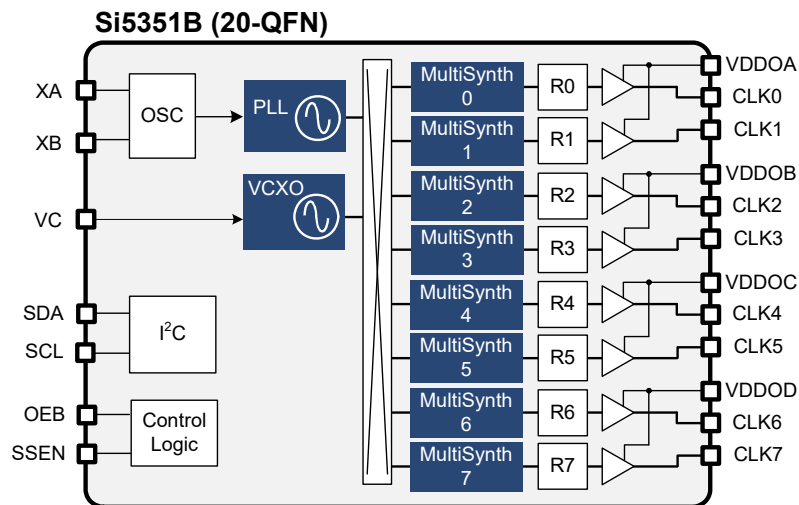 Si5351B (20-QFN)
XA
XB
VC
SDA
SCL
OEB
SSEN
OSC
PLL
VCXO
I²C
Control
Logic
MultiSynth
0
R0
MultiSynth
1
R1
MultiSynth
2
R2
MultiSynth
3
R3
MultiSynth
4
R4
MultiSynth
5
R5
MultiSynth
6
R6
MultiSynth
7
R7
VDDOA
CLK0
CLK1
VDDOB
CLK2
CLK3
VDDOC
CLK4
CLK5
VDDOD
CLK6
CLK7